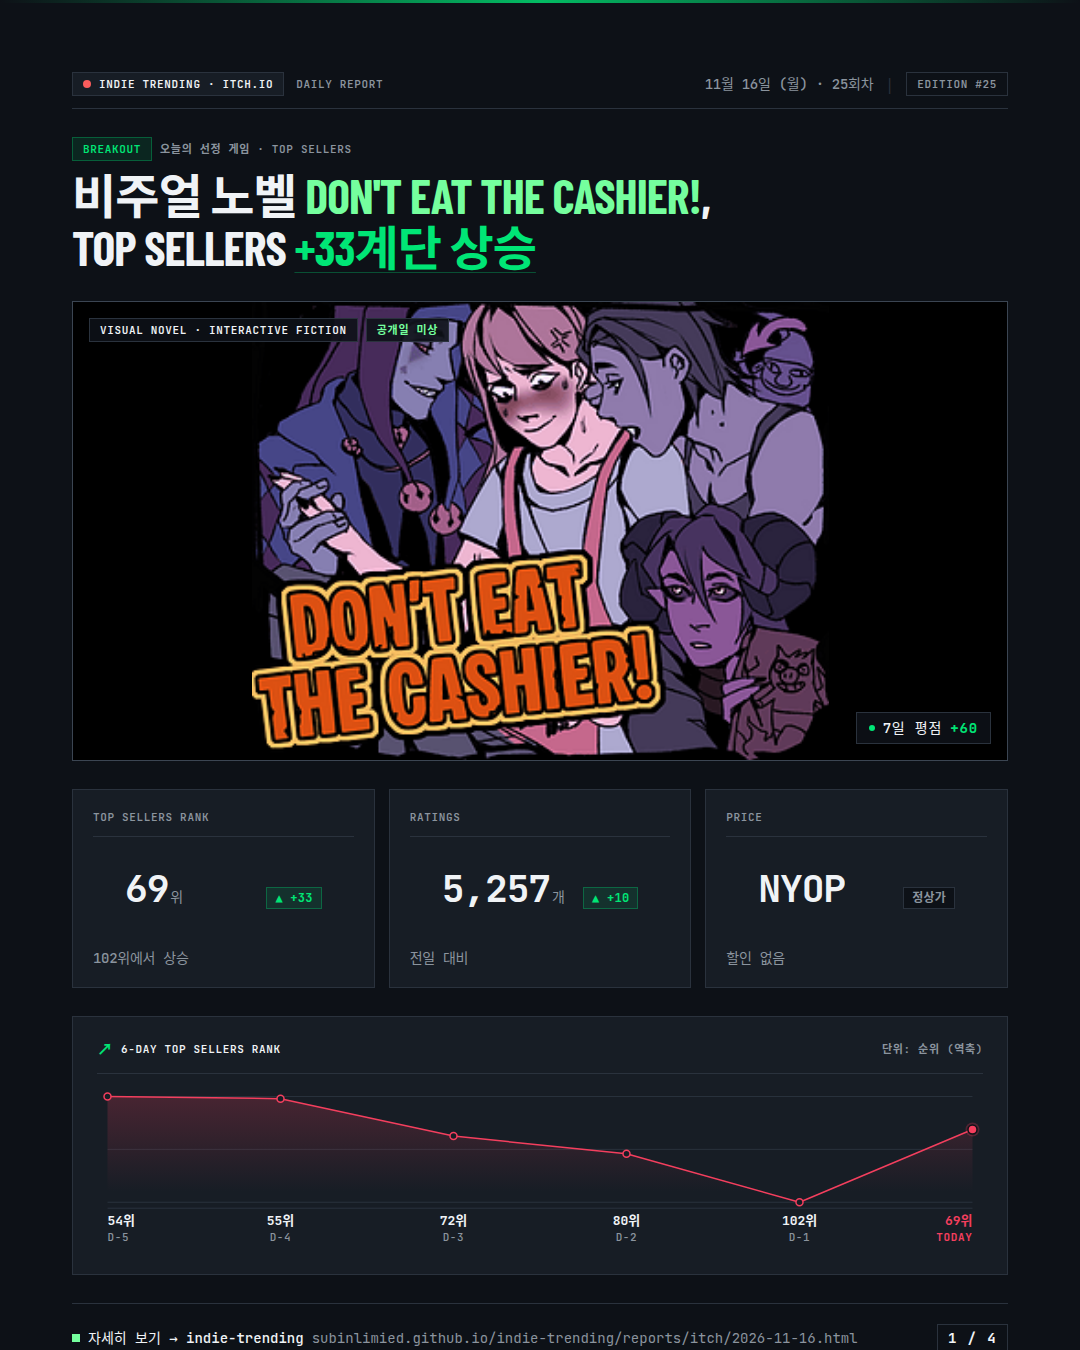 INDIE TRENDING · ITCH.IO DAILY REPORT 11월 16일 (월) · 25회차 EDITION #25
BREAKOUT 오늘의 선정 게임 · TOP SELLERS
비주얼 노벨 DON'T EAT THE CASHIER!,
TOP SELLERS +33계단 상승
VISUAL NOVEL · INTERACTIVE FICTION 공개일 미상
DON'T EAT
THE CASHIER!
7일 평점 +60
TOP SELLERS RANK
69위 ▲ +33
102위에서 상승
RATINGS
5,257개 ▲ +10
전일 대비
PRICE
NYOP 정상가
할인 없음
↗ 6-DAY TOP SELLERS RANK 단위: 순위 (역축)
54위 55위 72위 80위 102위 69위
D-5 D-4 D-3 D-2 D-1 TODAY
자세히 보기 → indie-trending subinlimied.github.io/indie-trending/reports/itch/2026-11-16.html 1 / 4